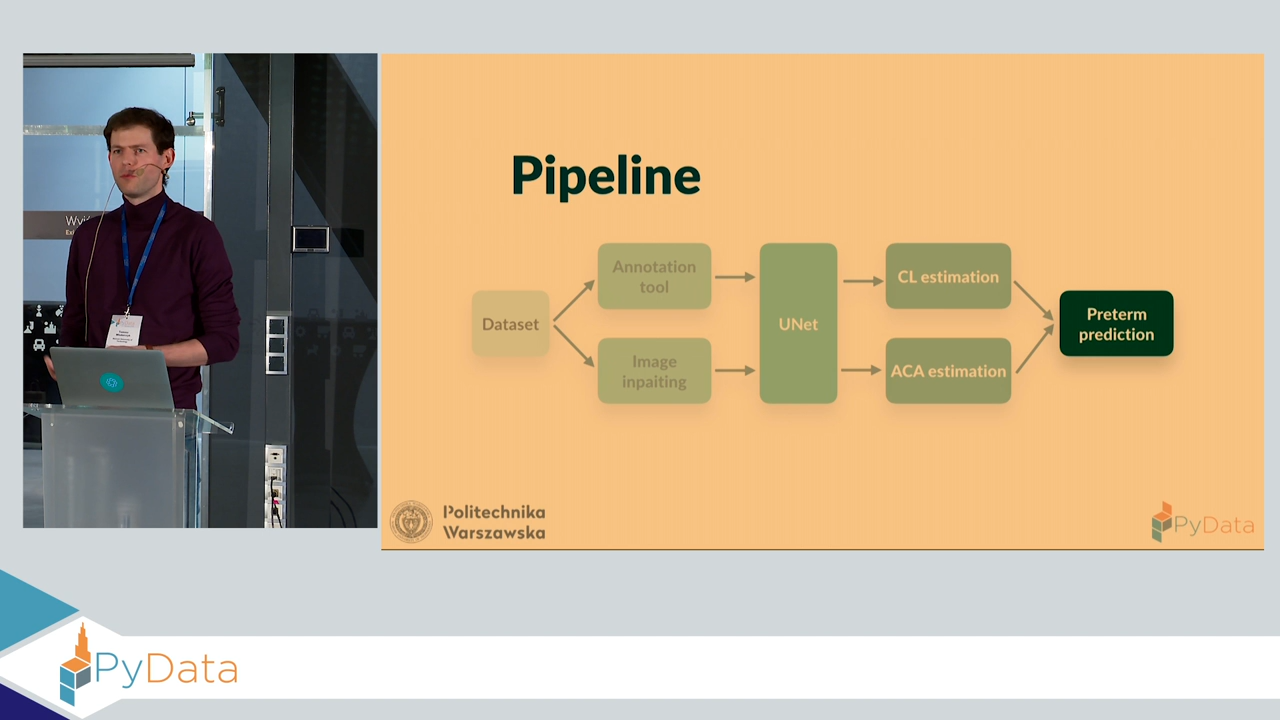 Pipeline
Dataset
Annotation
tool
Image
inpaiting
UNet
CL estimation
ACA estimation
Preterm
prediction
Politechnika
Warszawska
PyData
PyData